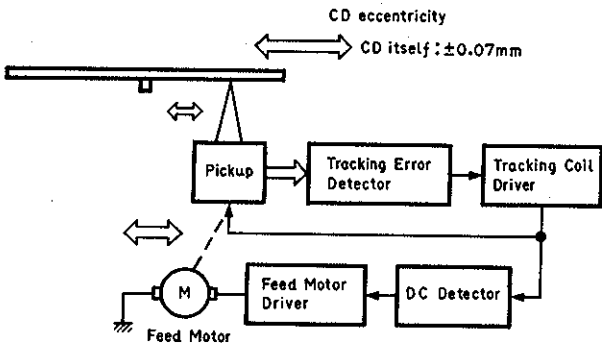 CD eccentricity
CD itself:±0.07mm
Pickup
Tracking Error
Detector
Tracking Coil
Driver
M
Feed Motor
Driver
DC Detector
Feed Motor